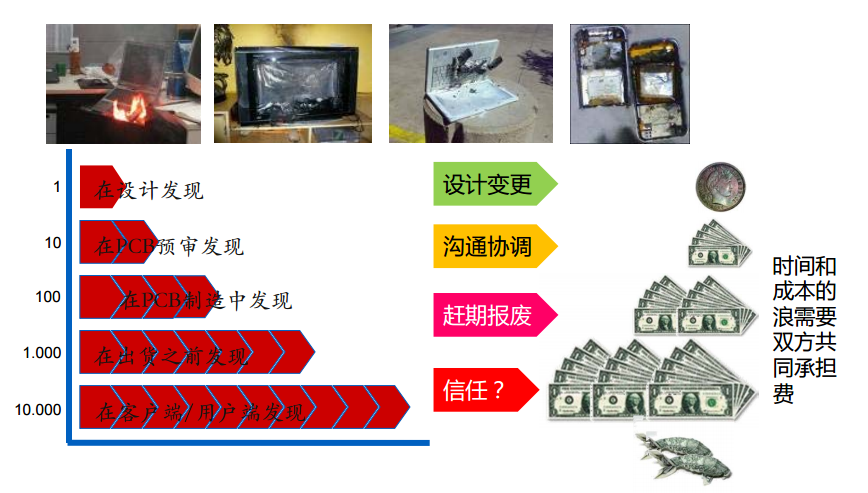 1
在设计发现
10
在PCB预审发现
100
在PCB制造中发现
1.000
在出货之前发现
10.000
在客户端/用户端发现
设计变更
沟通协调
赶期报废
信任？
时间和
成本的
浪需要
双方共
同承担
费